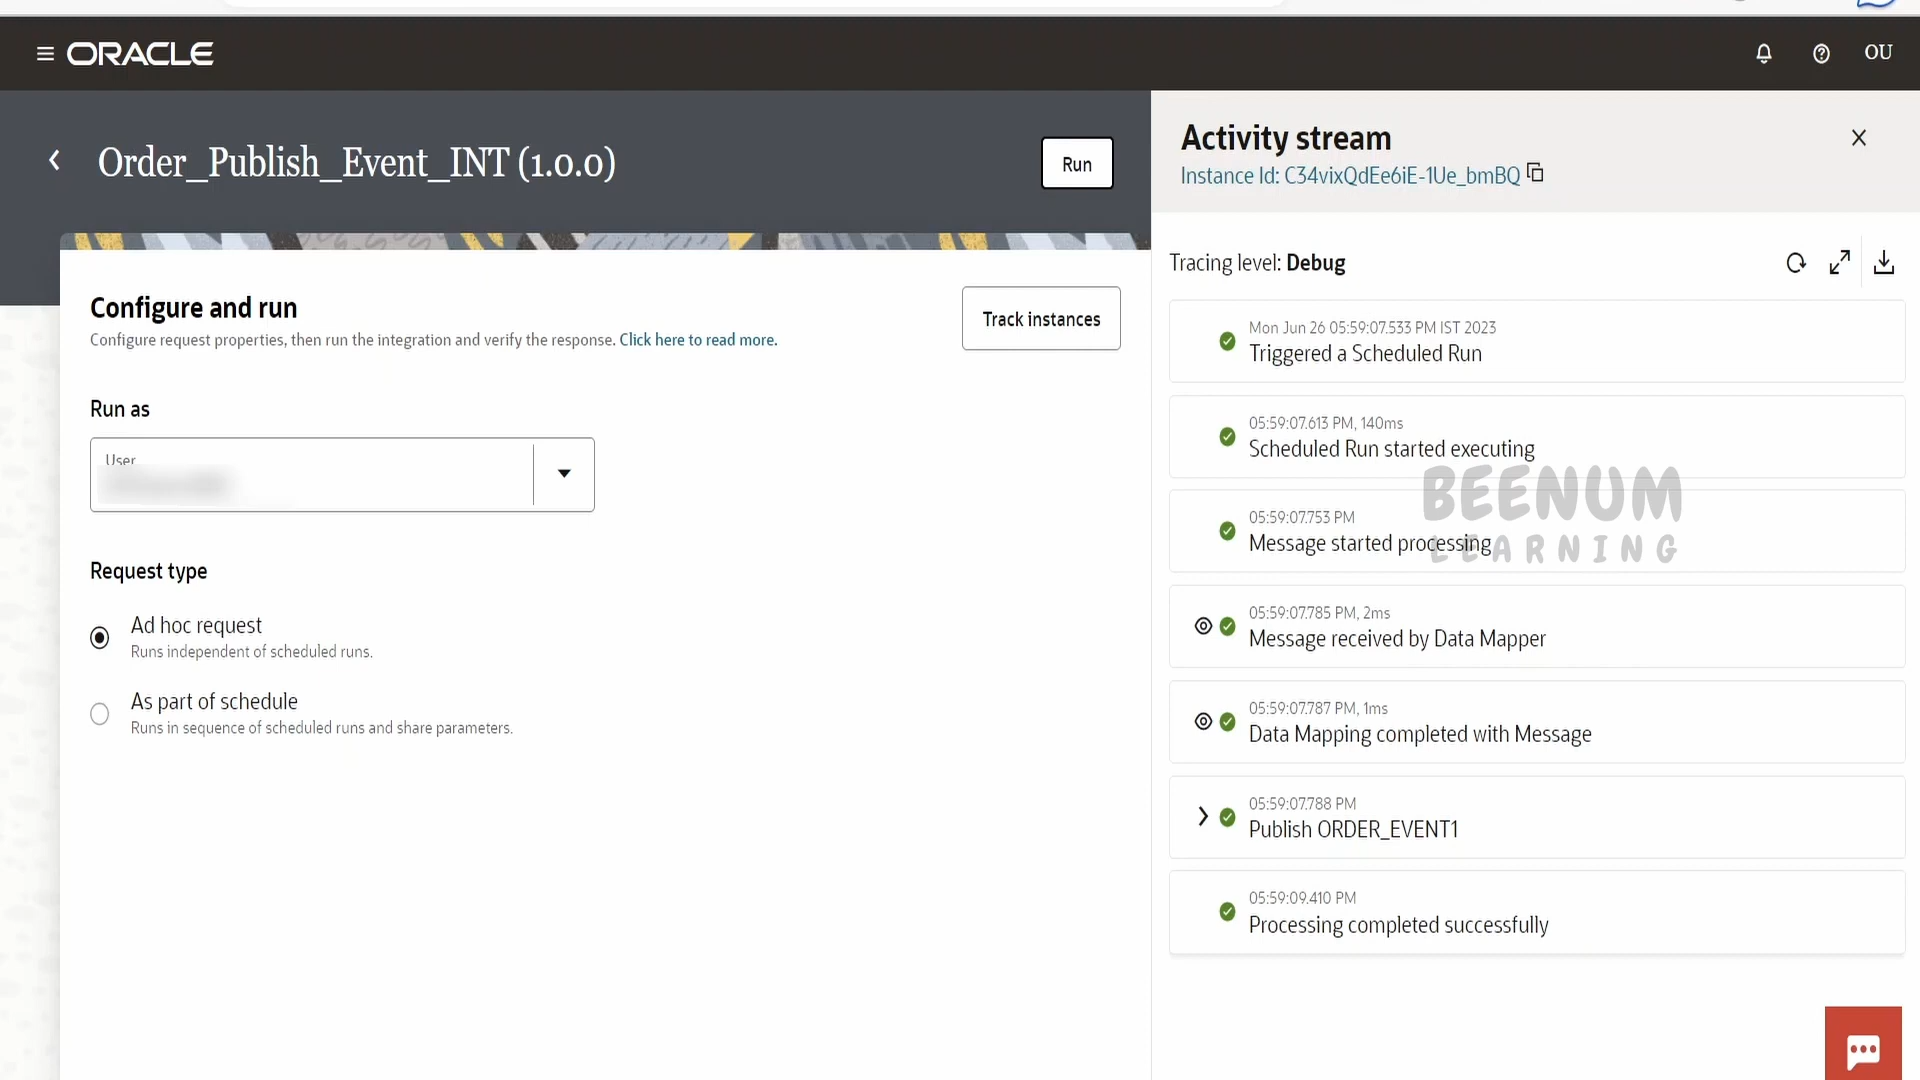 ORACLE
OU
Order_Publish_Event_INT (1.0.0)
Run
Configure and run
Configure request properties, then run the integration and verify the response. Click here to read more.
Track instances
Run as
User
Request type
Ad hoc request
Runs independent of scheduled runs.
As part of schedule
Runs in sequence of scheduled runs and share parameters.
Activity stream
Instance Id: C34vixQdEe6iE-1Ue_bmBQ
Tracing level: Debug
Mon Jun 26 05:59:07.533 PM IST 2023
Triggered a Scheduled Run
05:59:07.613 PM, 140ms
Scheduled Run started executing
05:59:07.753 PM
Message started processing
BEENUM
LEARNING
05:59:07.785 PM, 2ms
Message received by Data Mapper
05:59:07.787 PM, 1ms
Data Mapping completed with Message
05:59:07.788 PM
Publish ORDER_EVENT1
05:59:09.410 PM
Processing completed successfully